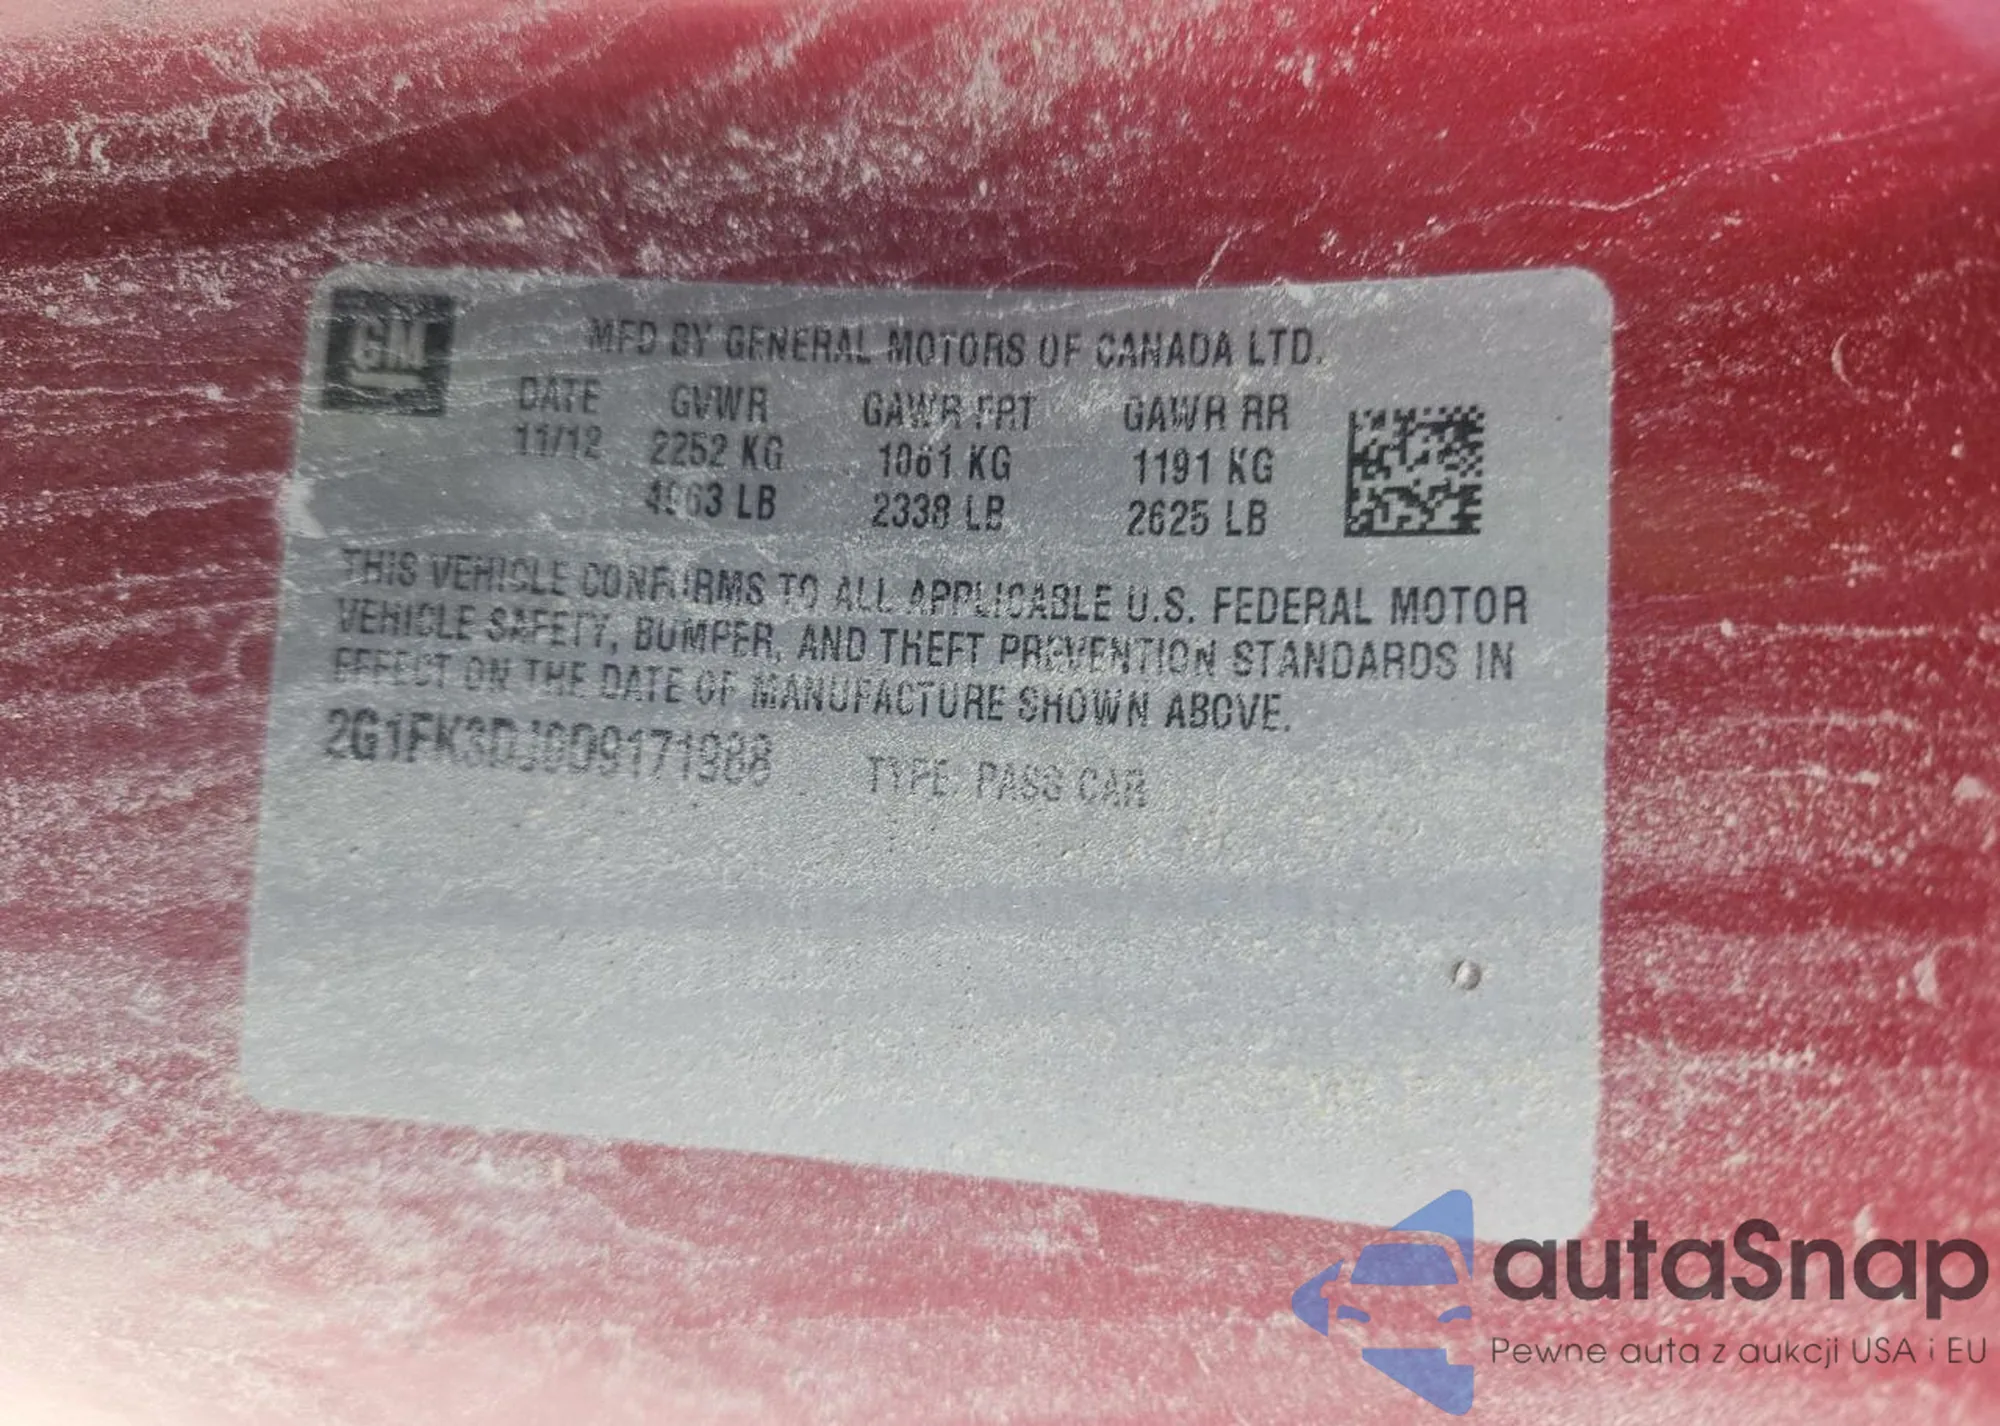 GM
MFD BY GENERAL MOTORS OF CANADA LTD.
DATE GVWR GAWR FRT GAWR RR
11/12 2252 KG 1061 KG 1191 KG
4963 LB 2338 LB 2625 LB
THIS VEHICLE CONFORMS TO ALL APPLICABLE U.S. FEDERAL MOTOR
VEHICLE SAFETY, BUMPER, AND THEFT PREVENTION STANDARDS IN
EFFECT ON THE DATE OF MANUFACTURE SHOWN ABOVE.
2G1FK3DJ0D9171988 TYPE: PASS CAR
autaSnap
Pewne auta z aukcji USA i EU